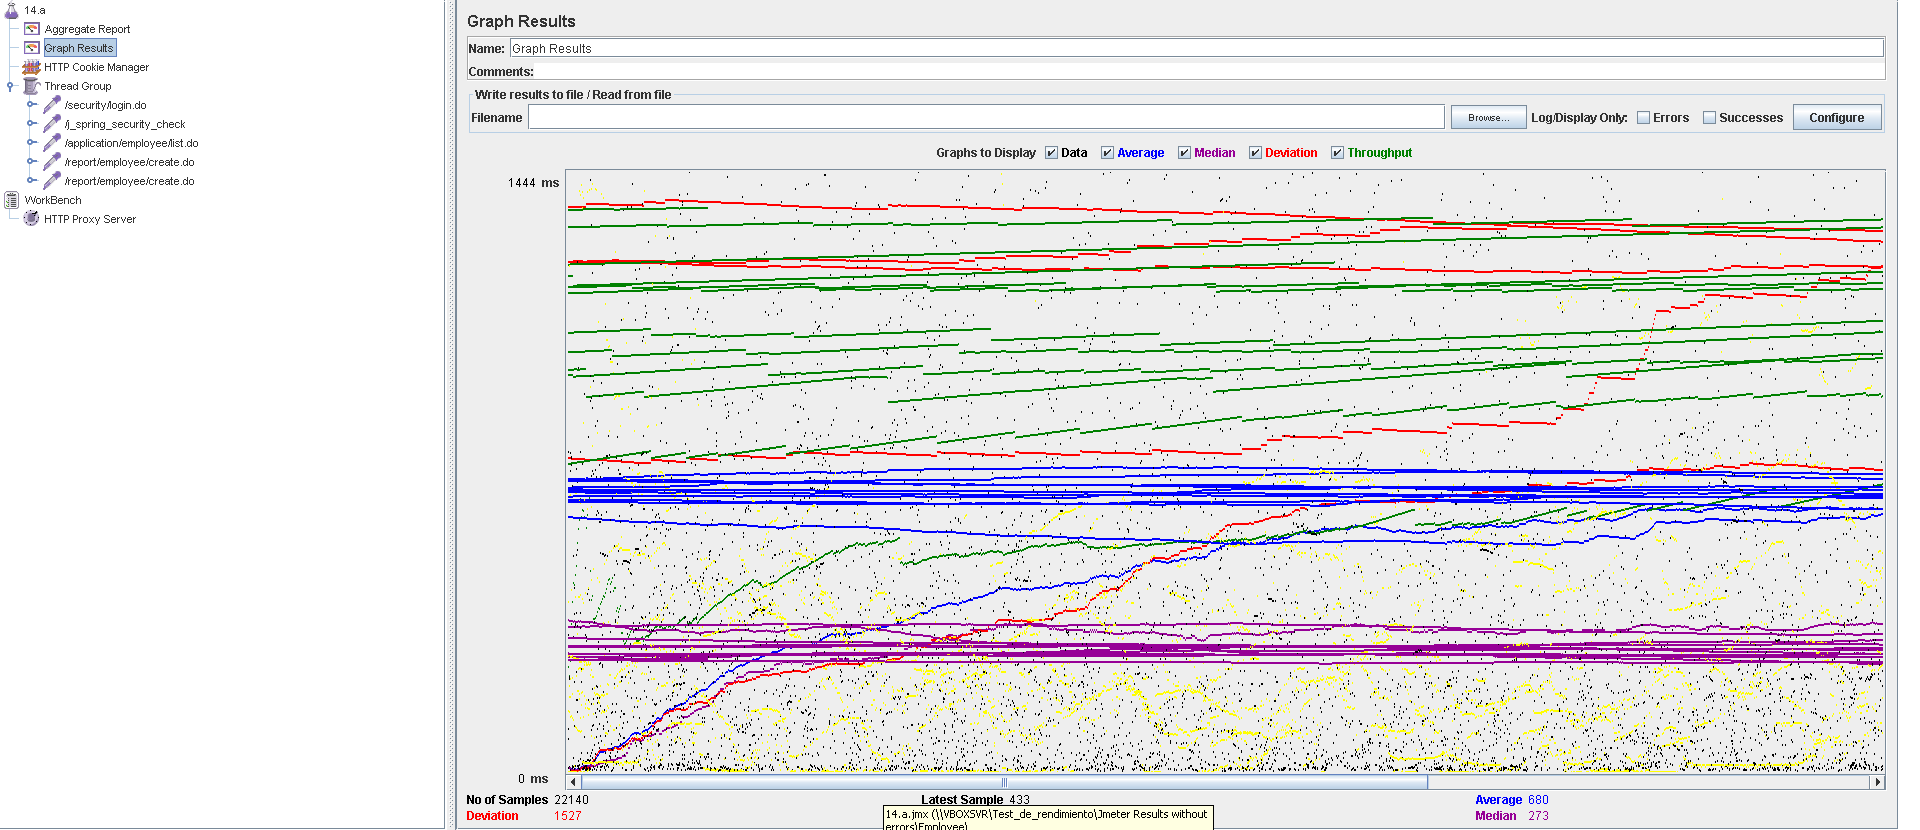 14.a
Aggregate Report
Graph Results
HTTP Cookie Manager
Thread Group
/security/login.do
/j_spring_security_check
/application/employee/list.do
/report/employee/create.do
/report/employee/create.do
WorkBench
HTTP Proxy Server
Graph Results
Name: Graph Results
Comments:
Write results to file / Read from file
Filename Browse... Log/Display Only: Errors Successes Configure
Graphs to Display Data Average Median Deviation Throughput
1444 ms
0 ms
No of Samples 22140 Latest Sample 433 Average 680
Deviation 1527 Median 273
14.a.jmx (\\VBOXSVR\Test_de_rendimiento\Jmeter Results without
errors\Employee)